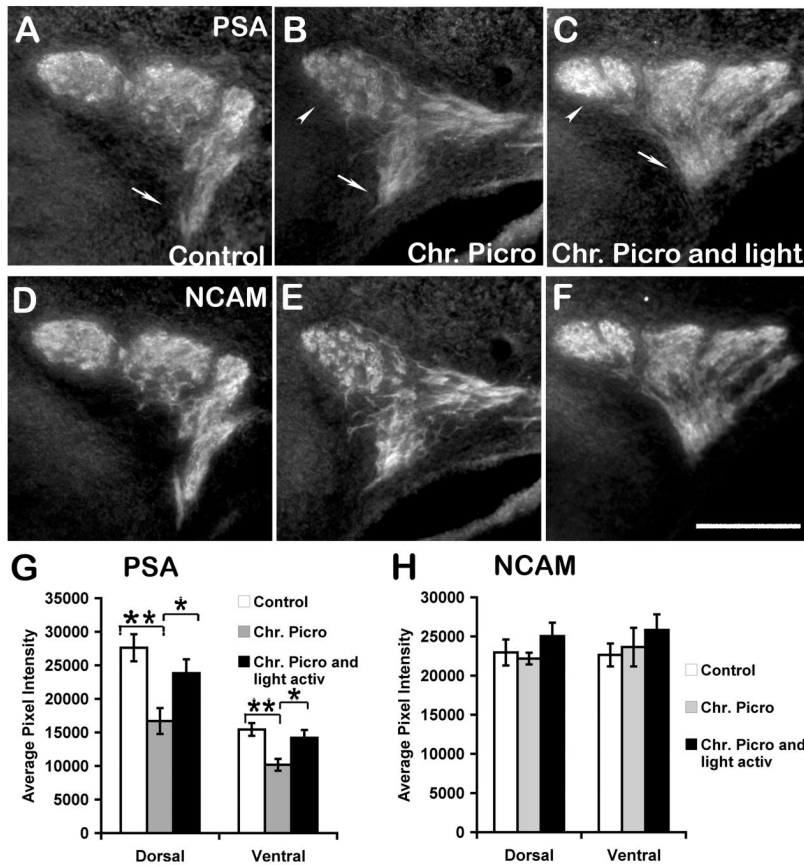 A PSA
B
C
Control
Chr. Picro
Chr. Picro and light
D NCAM
E
F
G PSA
35000
30000
25000
20000
15000
10000
5000
0
Average Pixel Intensity
** *
** *
Control
Chr. Picro
Chr. Picro and
light activ
Dorsal Ventral
H NCAM
30000
25000
20000
15000
10000
5000
0
Average Pixel Intensity
Control
Chr. Picro
Chr. Picro and
light activ
Dorsal Ventral